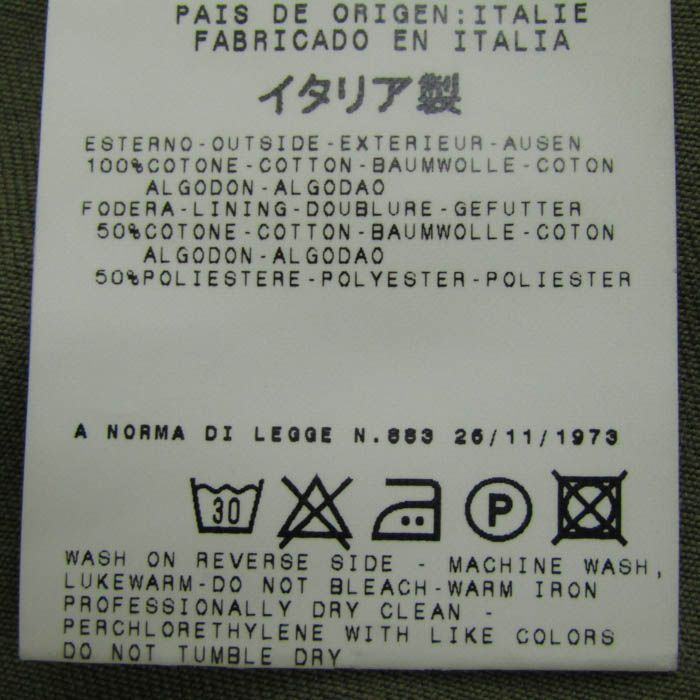 PAIS DE ORIGEN:ITALIE
FABRICADO EN ITALIA
イタリア製
ESTERNO-OUTSIDE-EXTERIEUR-AUSEN
100%COTONE-COTTON-BAUMWOLLE-COTON
ALGODON-ALGODAO
FODERA-LINING-DOUBLURE-GEFUTTER
50%COTONE-COTTON-BAUMWOLLE-COTON
ALGODON-ALGODAO
50%POLIESTERE-POLYESTER-POLIESTER
A NORMA DI LEGGE N.883 26/11/1973
30 P
WASH ON REVERSE SIDE - MACHINE WASH,
LUKEWARM-DO NOT BLEACH-WARM IRON
PROFESSIONALLY DRY CLEAN -
PERCHLORETHYLENE WITH LIKE COLORS
DO NOT TUMBLE DRY